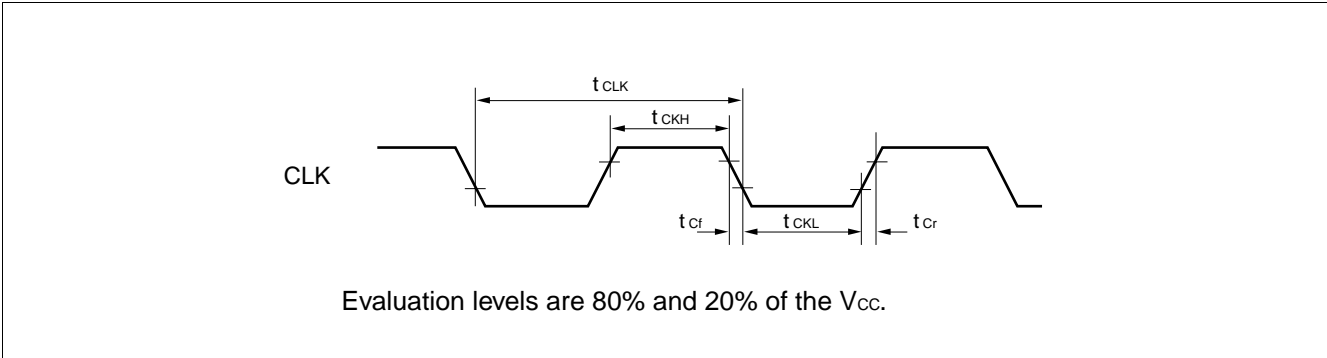 t CLK
t CKH
CLK
t Cf
t CKL
t Cr
Evaluation levels are 80% and 20% of the VCC.